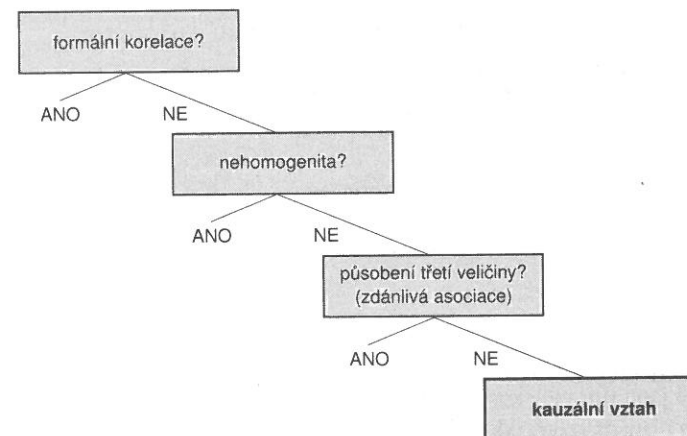 formální korelace?
ANO
NE
nehomogenita?
ANO
NE
působení třetí veličiny?
(zdánlivá asociace)
ANO
NE
kauzální vztah